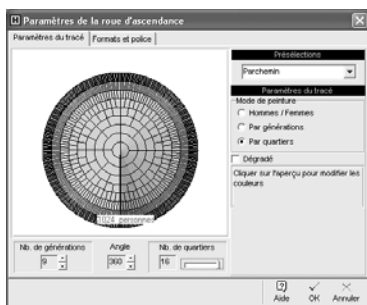 Paramètres de la roue d'ascendance
Paramètres du tracé
Formats et police
1024 personnes
Nb. de générations
9
Angle
360
Nb. de quartiers
16
Présélections
Parchemin
Paramètres du tracé
Mode de peinture
Hommes / Femmes
Par générations
Par quartiers
Dégradé
Cliquer sur l'aperçu pour modifier les
couleurs
Aide
OK
Annuler